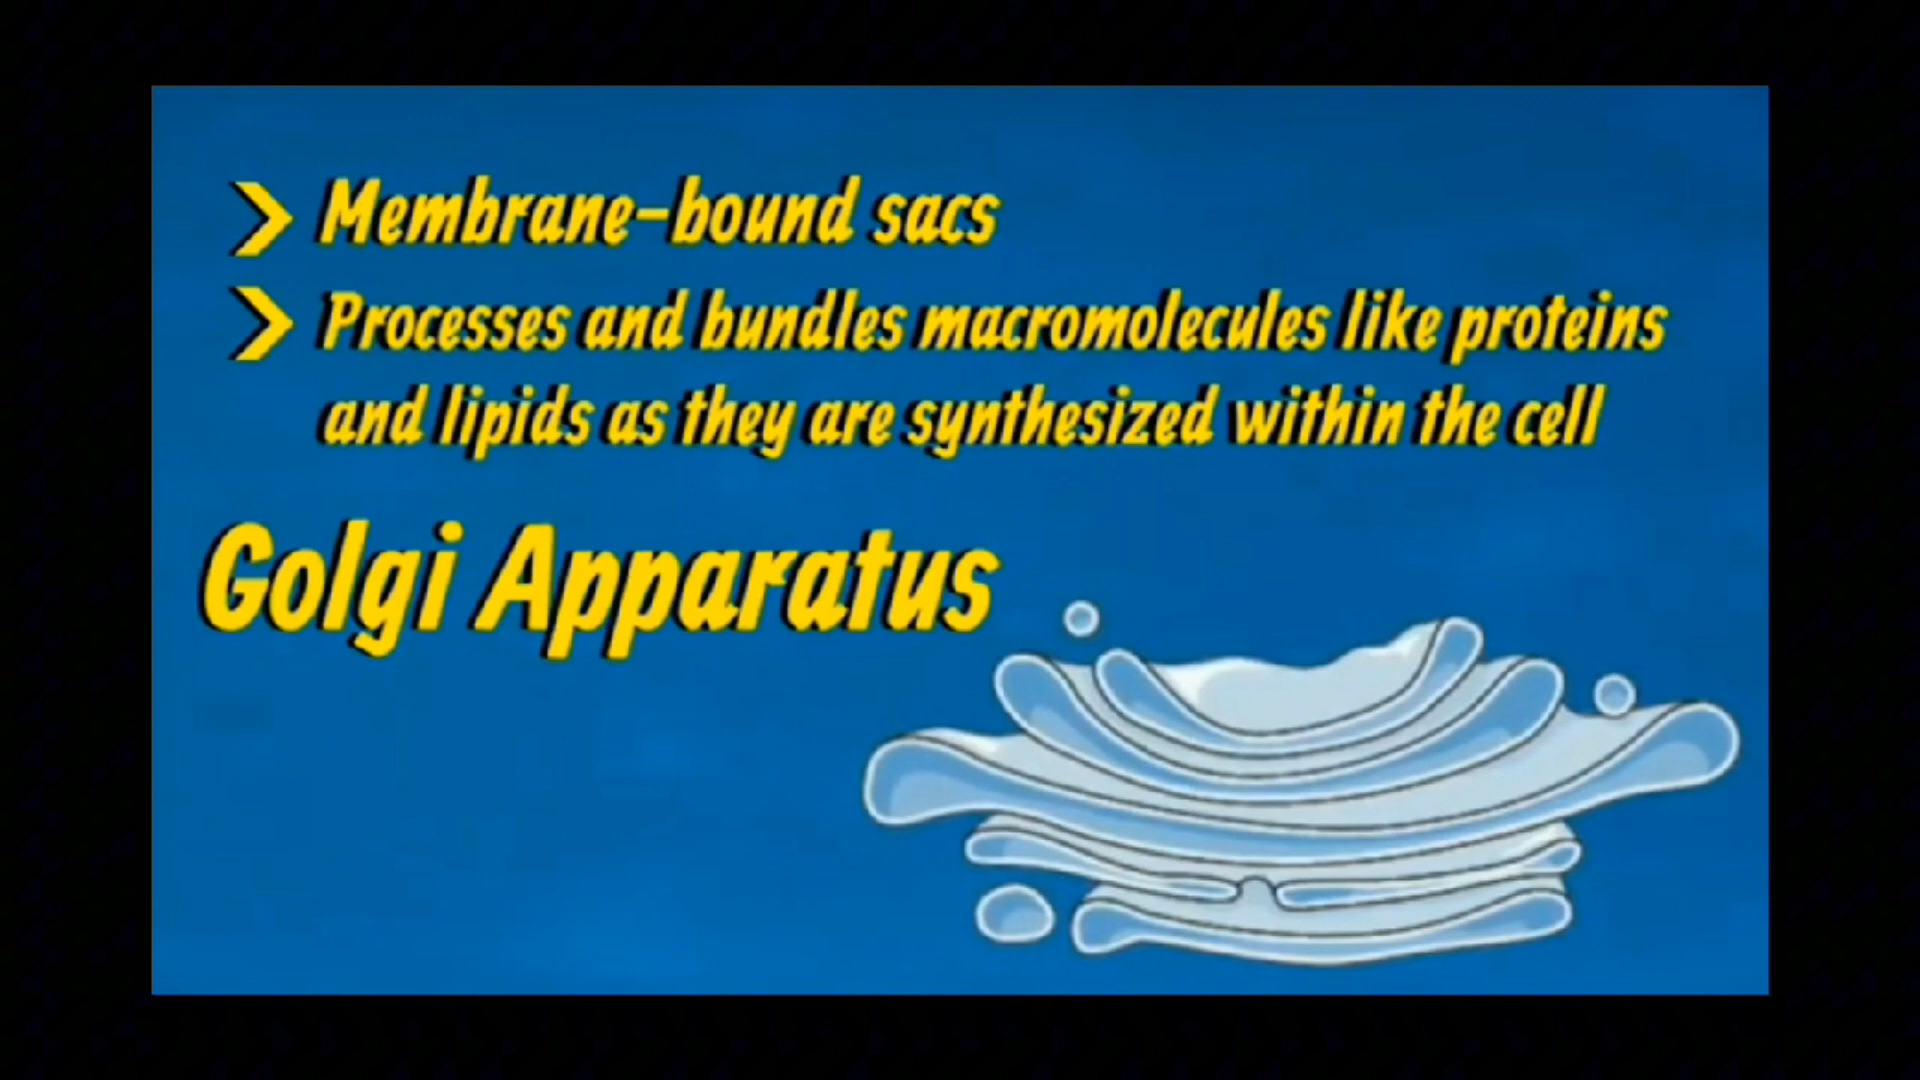 Membrane-bound sacs
Processes and bundles macromolecules like proteins
and lipids as they are synthesized within the cell
Golgi Apparatus